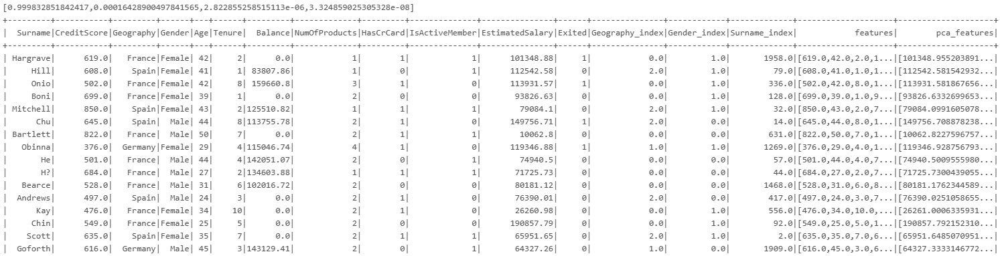 [0.999832851842417,0.00016428900497841565,2.822855258515113e-06,3.324859025305328e-08]
+---------+-----------+---------+------+---+------+---------+-------------+---------+--------------+---------------+------+---------------+------------+-------------+--------------------+--------------------+
|  Surname|CreditScore|Geography|Gender|Age|Tenure|  Balance|NumOfProducts|HasCrCard|IsActiveMember|EstimatedSalary|Exited|Geography_index|Gender_index|Surname_index|            features|        pca_features|
+---------+-----------+---------+------+---+------+---------+-------------+---------+--------------+---------------+------+---------------+------------+-------------+--------------------+--------------------+
| Hargrave|      619.0|   France|Female| 42|     2|      0.0|            1|        1|             1|      101348.88|     1|            0.0|         1.0|       1958.0|[619.0,42.0,2.0,1...|[101348.955203891...|
|     Hill|      608.0|    Spain|Female| 41|     1| 83807.86|            1|        0|             1|      112542.58|     0|            2.0|         1.0|         79.0|[608.0,41.0,1.0,1...|[112542.581542932...|
|     Onio|      502.0|   France|Female| 42|     8| 159660.8|            3|        1|             0|      113931.57|     1|            0.0|         1.0|        336.0|[502.0,42.0,8.0,1...|[113931.581867656...|
|     Boni|      699.0|   France|Female| 39|     1|      0.0|            2|        0|             0|       93826.63|     0|            0.0|         1.0|        128.0|[699.0,39.0,1.0,9...|[93826.6332699653...|
| Mitchell|      850.0|    Spain|Female| 43|     2|125510.82|            1|        1|             1|        79084.1|     0|            2.0|         1.0|         32.0|[850.0,43.0,2.0,7...|[79084.0991605078...|
|      Chu|      645.0|    Spain|  Male| 44|     8|113755.78|            2|        1|             0|      149756.71|     1|            2.0|         0.0|         14.0|[645.0,44.0,8.0,1...|[149756.708878238...|
| Bartlett|      822.0|   France|  Male| 50|     7|      0.0|            2|        1|             1|        10062.8|     0|            0.0|         0.0|        631.0|[822.0,50.0,7.0,1...|[10062.8227596757...|
|   Obinna|      376.0|  Germany|Female| 29|     4|115046.74|            4|        1|             0|      119346.88|     1|            1.0|         1.0|       1269.0|[376.0,29.0,4.0,1...|[119346.928756793...|
|       He|      501.0|   France|  Male| 44|     4|142051.07|            2|        0|             1|        74940.5|     0|            0.0|         0.0|         57.0|[501.0,44.0,4.0,7...|[74940.5009555980...|
|       H?|      684.0|   France|  Male| 27|     2|134603.88|            1|        1|             1|       71725.73|     0|            0.0|         0.0|         44.0|[684.0,27.0,2.0,7...|[71725.7300439055...|
|   Bearce|      528.0|   France|  Male| 31|     6|102016.72|            2|        0|             0|       80181.12|     0|            0.0|         0.0|       1468.0|[528.0,31.0,6.0,8...|[80181.1762344589...|
|  Andrews|      497.0|    Spain|  Male| 24|     3|      0.0|            2|        1|             0|       76390.01|     0|            2.0|         0.0|        417.0|[497.0,24.0,3.0,7...|[76390.0251058655...|
|      Kay|      476.0|   France|Female| 34|    10|      0.0|            2|        1|             0|       26260.98|     0|            0.0|         1.0|        556.0|[476.0,34.0,10.0,...|[26261.0006335931...|
|     Chin|      549.0|   France|Female| 25|     5|      0.0|            2|        0|             0|      190857.79|     0|            0.0|         1.0|         92.0|[549.0,25.0,5.0,1...|[190857.792152310...|
|    Scott|      635.0|    Spain|Female| 35|     7|      0.0|            2|        1|             1|       65951.65|     0|            2.0|         1.0|          2.0|[635.0,35.0,7.0,6...|[65951.6485070951...|
| Goforth|      616.0|  Germany|  Male| 45|     3|143129.41|            2|        0|             1|       64327.26|     0|            1.0|         0.0|       1909.0|[616.0,45.0,3.0,6...|[64327.3333146772...|